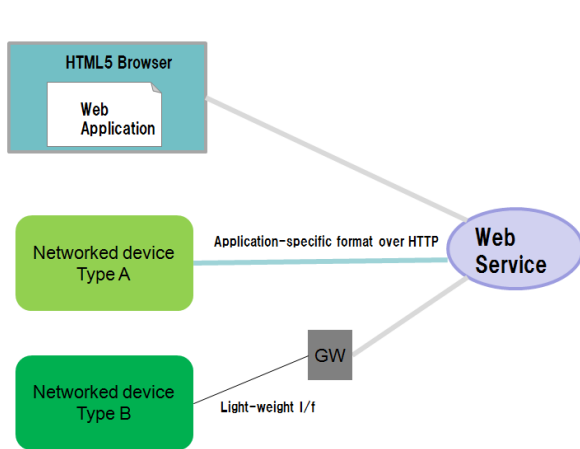 HTML5 Browser
Web
Application
Networked device
Type A
Application-specific format over HTTP
Web
Service
GW
Networked device
Type B
Light-weight I/f